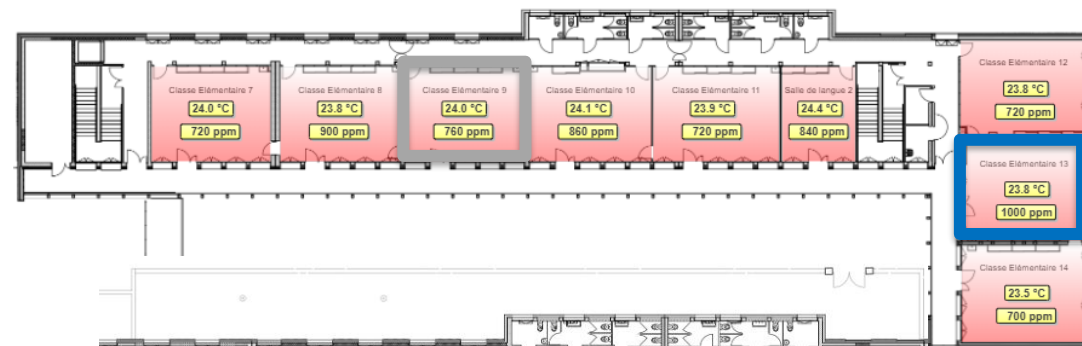 Classe Elémentaire 7
24.0 °C
720 ppm
Classe Elémentaire 8
23.8 °C
900 ppm
Classe Elémentaire 9
24.0 °C
760 ppm
Classe Elémentaire 10
24.1 °C
860 ppm
Classe Elémentaire 11
23.9 °C
720 ppm
Salle de langue 2
24.4 °C
840 ppm
Classe Elémentaire 12
23.8 °C
720 ppm
Classe Elémentaire 13
23.8 °C
1000 ppm
Classe Elémentaire 14
23.5 °C
700 ppm